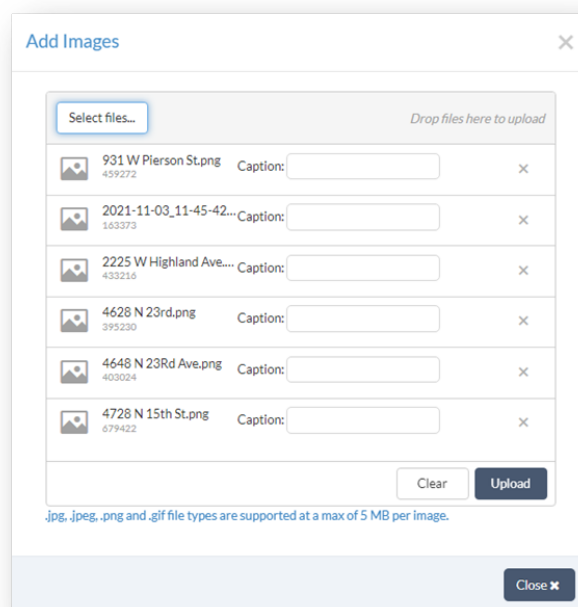 Add Images
Select files...
Drop files here to upload
931 W Pierson St.png Caption:
459272
2021-11-03_11-45-42... Caption:
163373
2225 W Highland Ave.... Caption:
433216
4628 N 23rd.png Caption:
395230
4648 N 23Rd Ave.png Caption:
403024
4728 N 15th St.png Caption:
679422
Clear
Upload
.jpg, .jpeg, .png and .gif file types are supported at a max of 5 MB per image.
Close